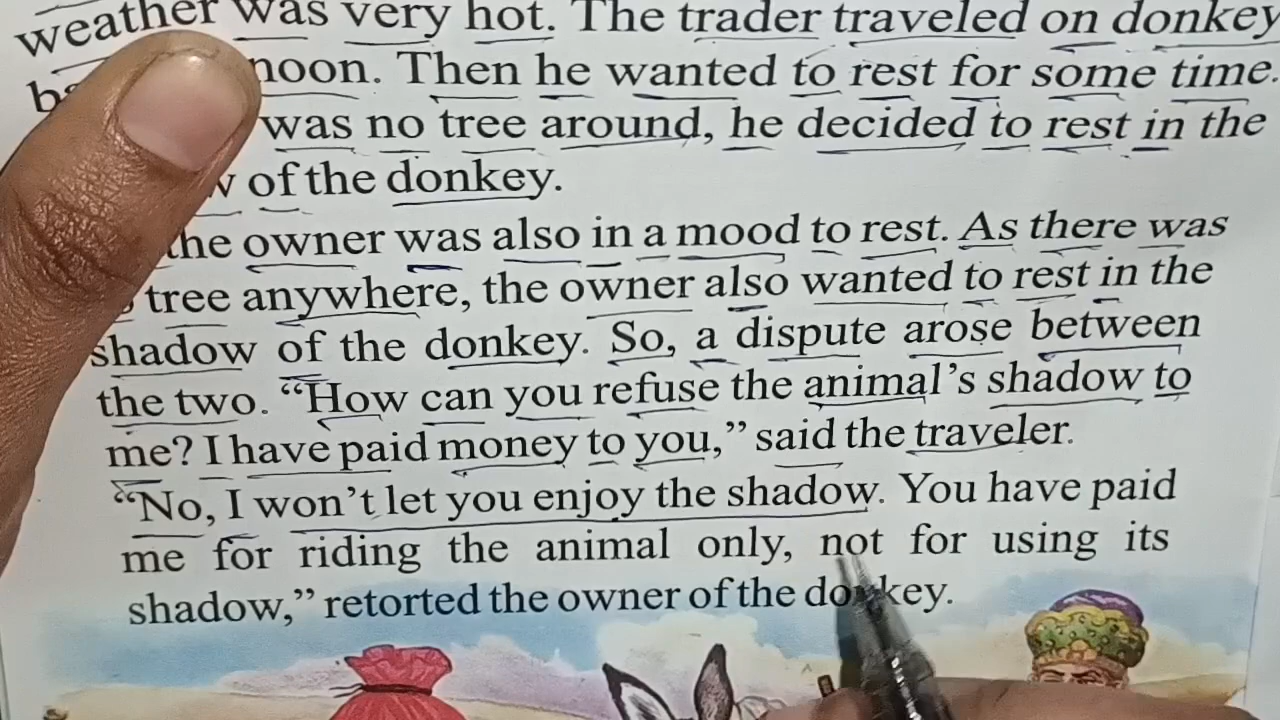 weather was very hot. The trader traveled on donkey
noon. Then he wanted to rest for some time.
was no tree around, he decided to rest in the
of the donkey.
the owner was also in a mood to rest. As there was
tree anywhere, the owner also wanted to rest in the
shadow of the donkey. So, a dispute arose between
the two. “How can you refuse the animal’s shadow to
me? I have paid money to you,” said the traveler.
“No, I won’t let you enjoy the shadow. You have paid
me for riding the animal only, not for using its
shadow,” retorted the owner of the donkey.